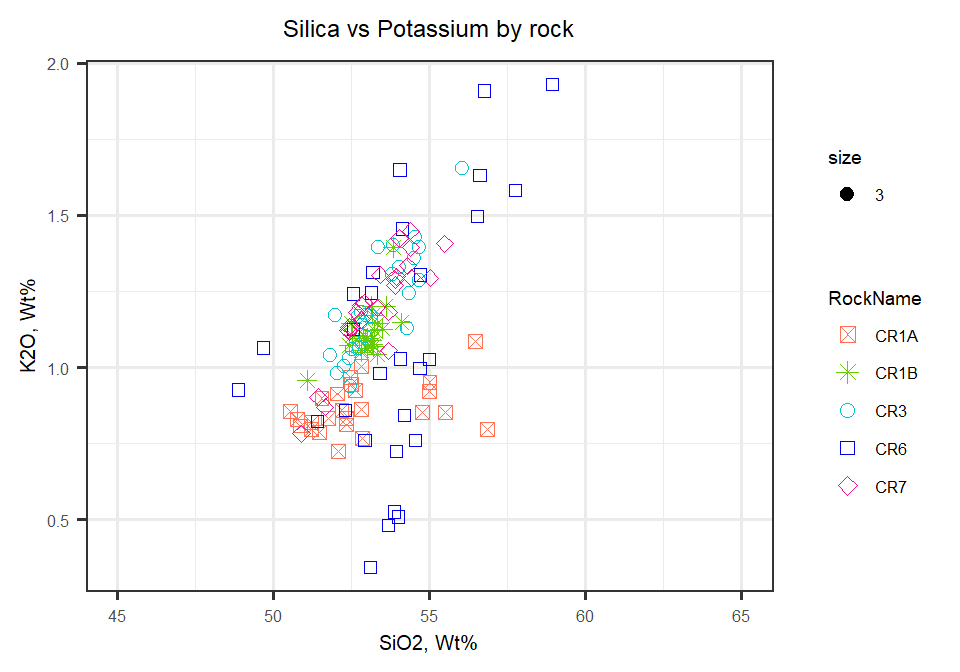 Silica vs Potassium by rock
2.0
1.5
1.0
0.5
K2O, Wt%
45
50
55
60
65
SiO2, Wt%
size
3
RockName
CR1A
CR1B
CR3
CR6
CR7